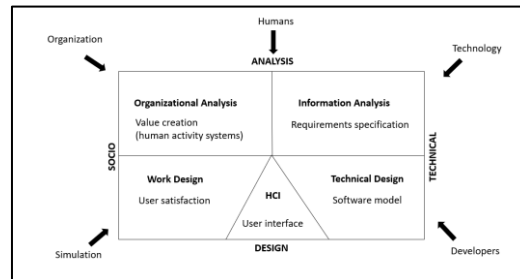 Humans
Organization
Technology
ANALYSIS
Organizational Analysis
Value creation
(human activity systems)
Information Analysis
Requirements specification
SOCIO
TECHNICAL
Work Design
User satisfaction
HCI
User interface
Technical Design
Software model
DESIGN
Simulation
Developers